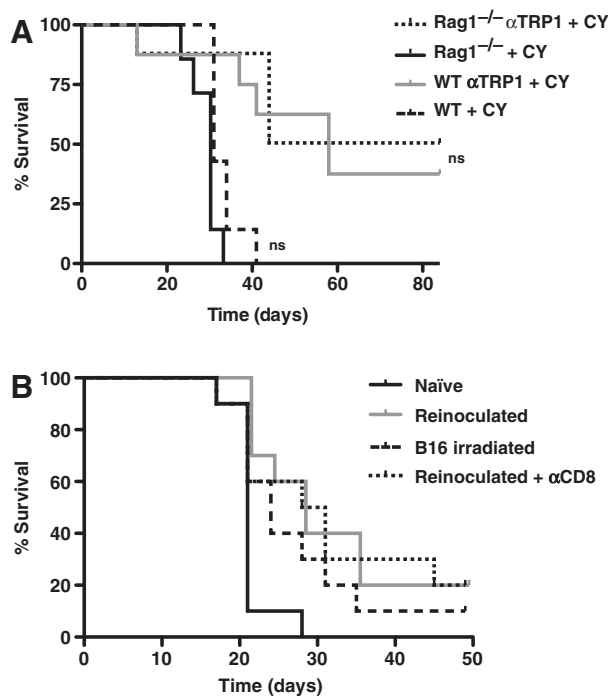 A
% Survival
100
75
50
25
0
0 20 40 60 80
Time (days)
Rag1⁻/⁻ αTRP1 + CY
Rag1⁻/⁻ + CY
WT αTRP1 + CY
WT + CY
ns
ns
B
% Survival
100
80
60
40
20
0
0 10 20 30 40 50
Time (days)
Naïve
Reinoculated
B16 irradiated
Reinoculated + αCD8